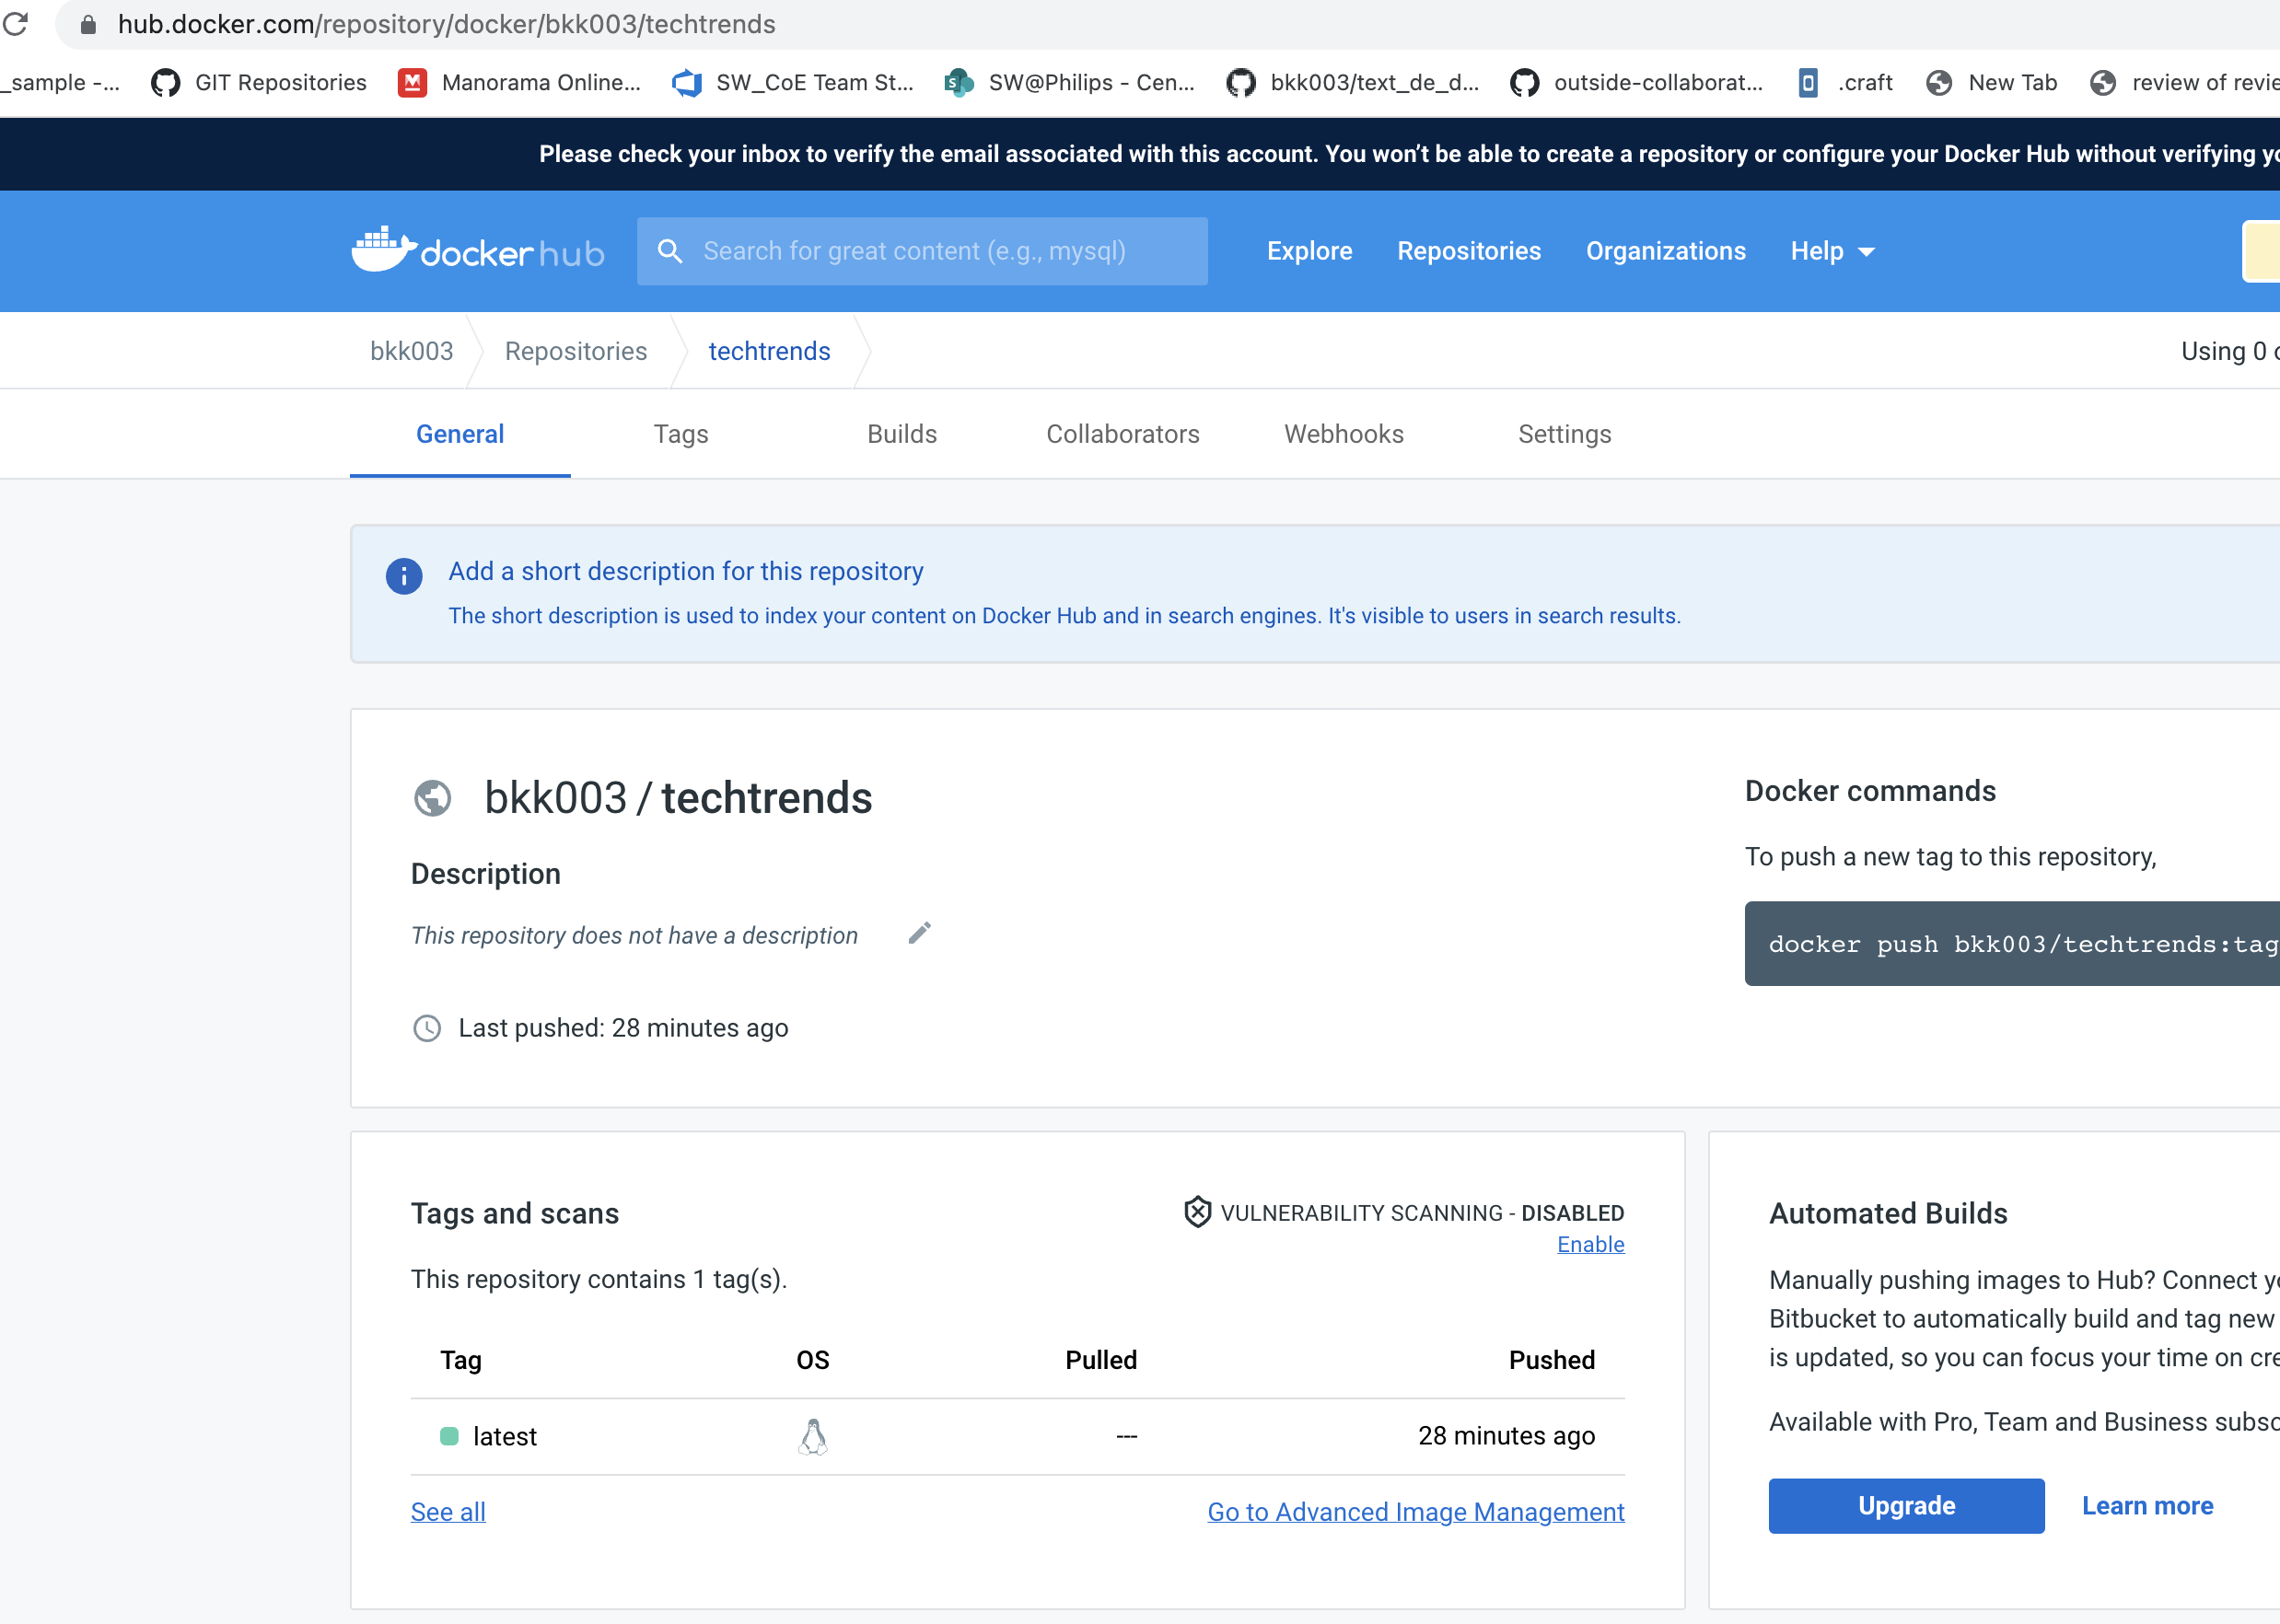 hub.docker.com/repository/docker/bkk003/techtrends
_sample -... GIT Repositories Manorama Online... SW_CoE Team St... SW@Philips - Cen... bkk003/text_de_d... outside-collaborat... .craft New Tab review of revie
Please check your inbox to verify the email associated with this account. You won’t be able to create a repository or configure your Docker Hub without verifying yo
docker hub Search for great content (e.g., mysql) Explore Repositories Organizations Help
bkk003 Repositories techtrends Using 0
General Tags Builds Collaborators Webhooks Settings
Add a short description for this repository
The short description is used to index your content on Docker Hub and in search engines. It's visible to users in search results.
bkk003 / techtrends
Description
This repository does not have a description
Last pushed: 28 minutes ago
Docker commands
To push a new tag to this repository,
docker push bkk003/techtrends:tag
Tags and scans
VULNERABILITY SCANNING - DISABLED
Enable
This repository contains 1 tag(s).
Tag OS Pulled Pushed
latest --- 28 minutes ago
See all Go to Advanced Image Management
Automated Builds
Manually pushing images to Hub? Connect yo
Bitbucket to automatically build and tag new
is updated, so you can focus your time on cre
Available with Pro, Team and Business subsc
Upgrade Learn more